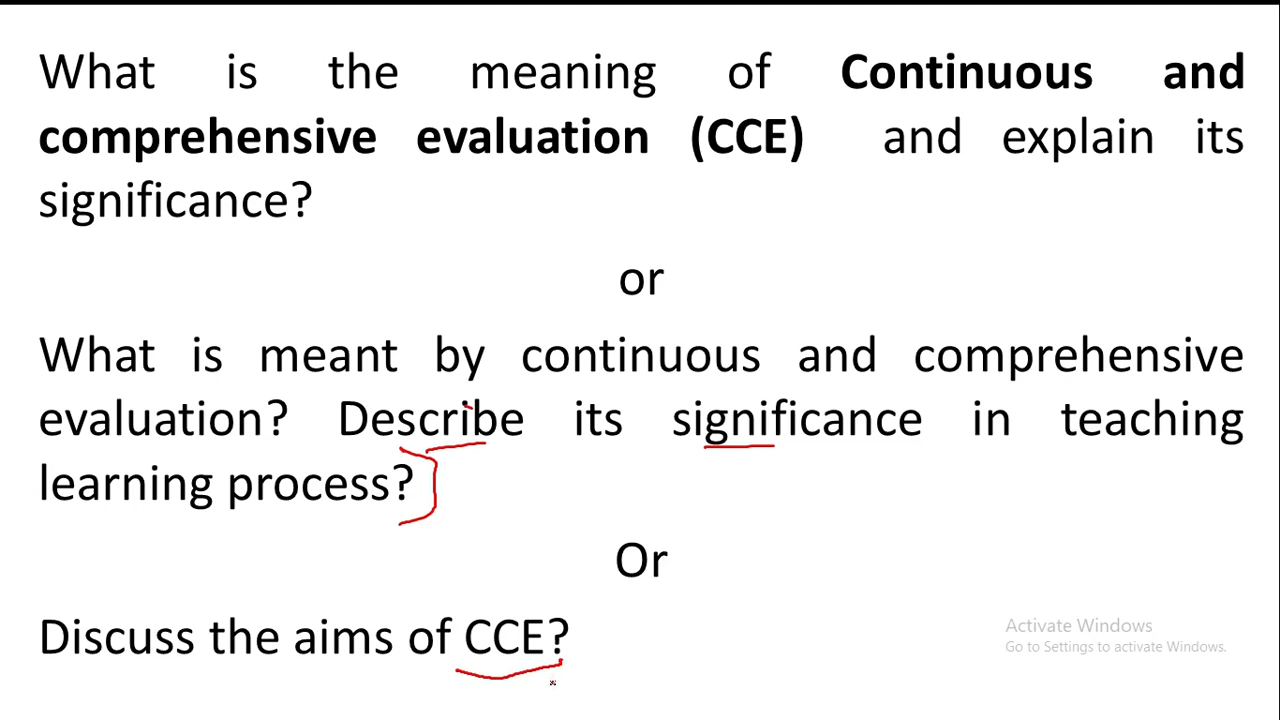 What is the meaning of Continuous and
comprehensive evaluation (CCE) and explain its
significance?
or
What is meant by continuous and comprehensive
evaluation? Describe its significance in teaching
learning process?
Or
Discuss the aims of CCE?
Activate Windows
Go to Settings to activate Windows.